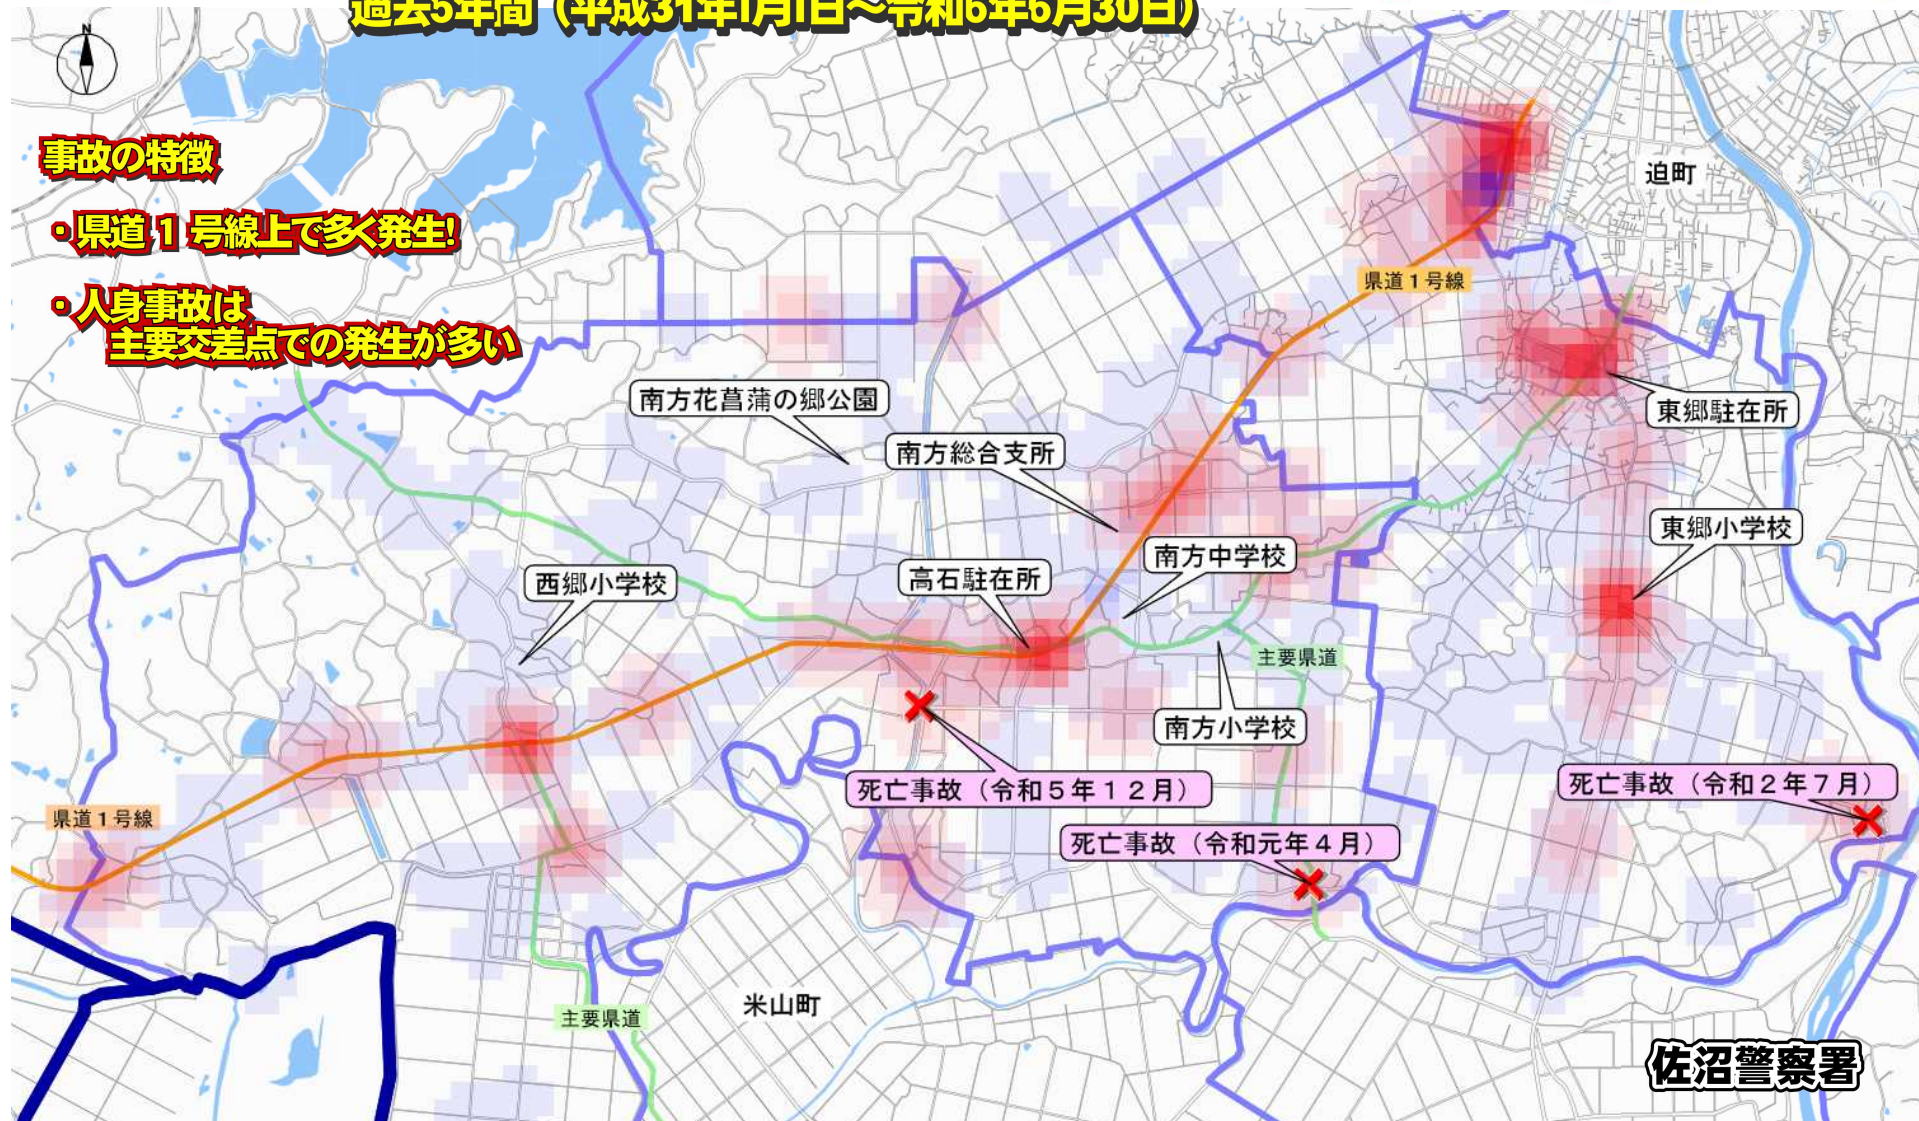 過去5年間（平成31年1月1日～令和6年6月30日）
N
事故の特徴
・県道１号線上で多く発生!
・人身事故は
主要交差点での発生が多い
迫町
県道１号線
南方花菖蒲の郷公園
東郷駐在所
南方総合支所
東郷小学校
南方中学校
高石駐在所
西郷小学校
主要県道
南方小学校
死亡事故（令和５年１２月）
死亡事故（令和２年７月）
県道１号線
死亡事故（令和元年４月）
米山町
主要県道
佐沼警察署